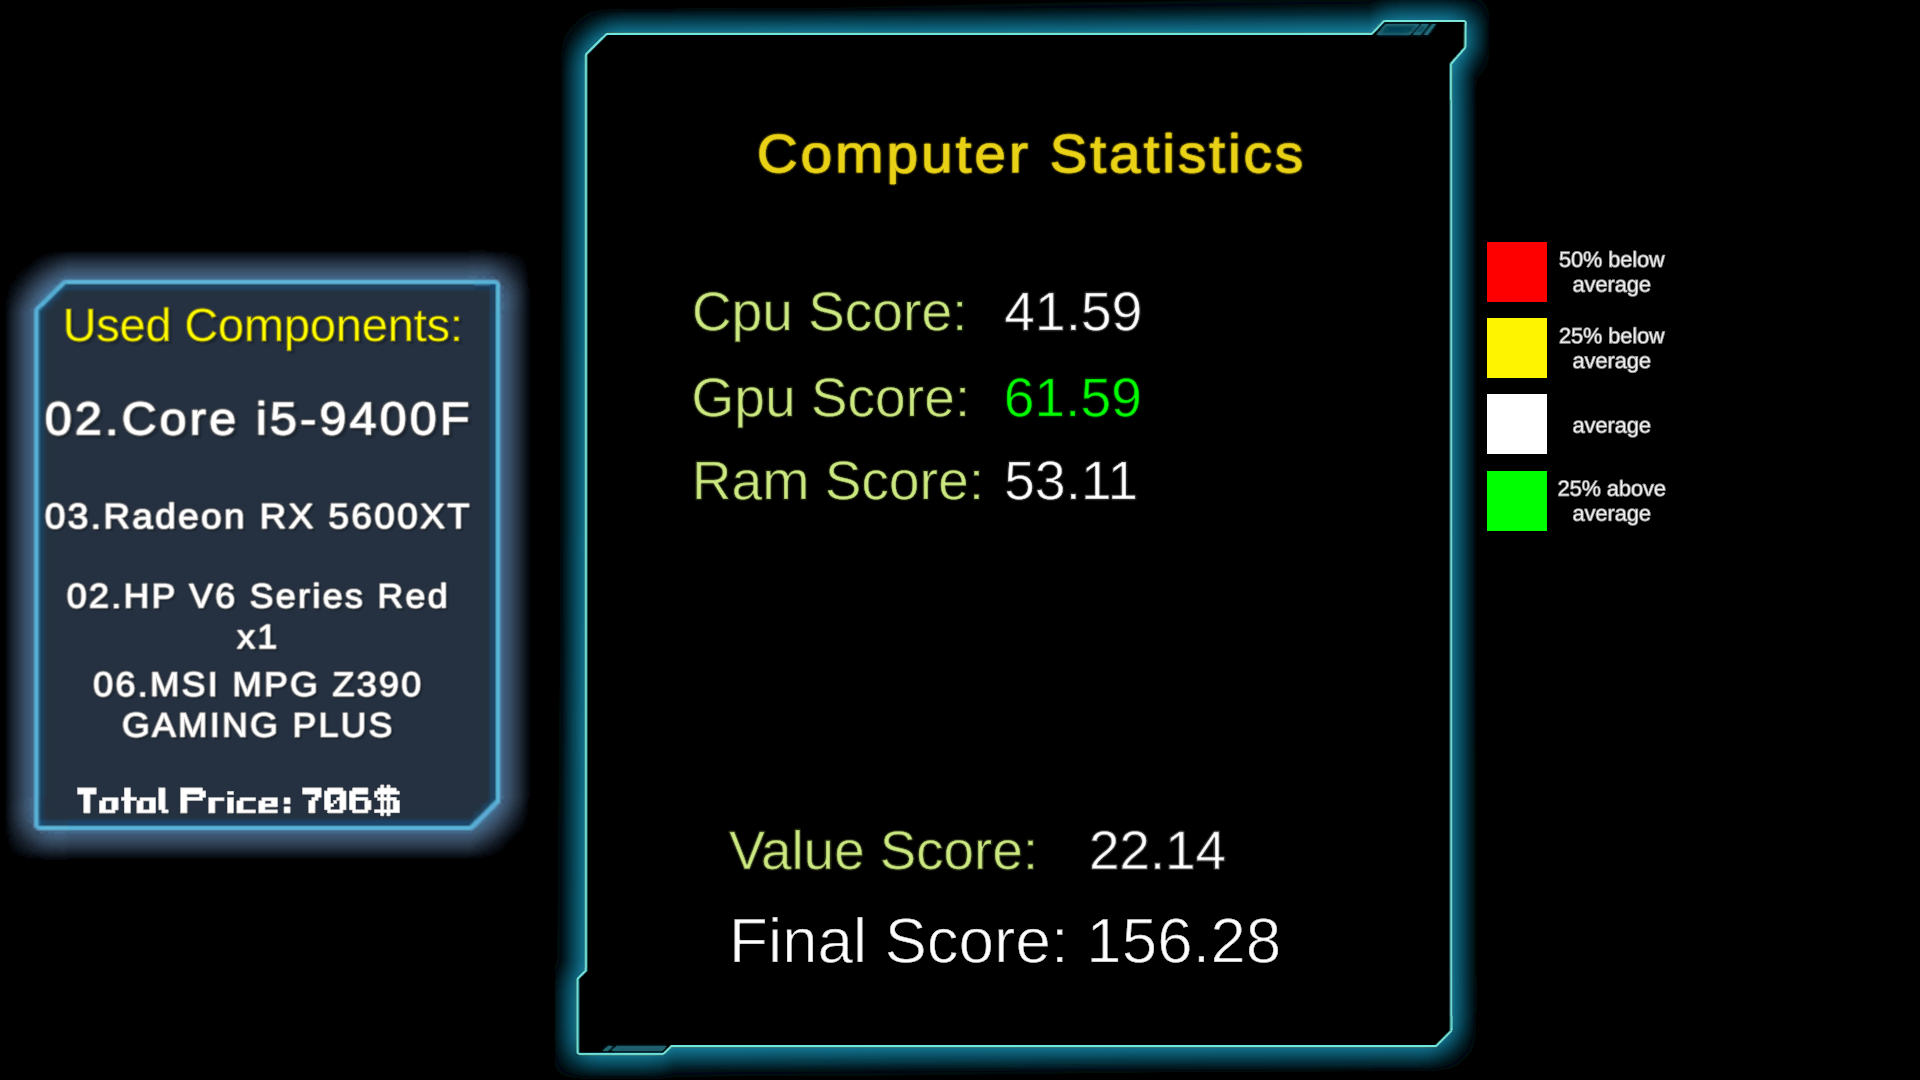 Computer Statistics
Used Components:
02.Core i5-9400F
03.Radeon RX 5600XT
02.HP V6 Series Red
x1
06.MSI MPG Z390
GAMING PLUS
Total Price: 706$
Cpu Score: 41.59
Gpu Score: 61.59
Ram Score: 53.11
Value Score: 22.14
Final Score: 156.28
50% below
average
25% below
average
average
25% above
average